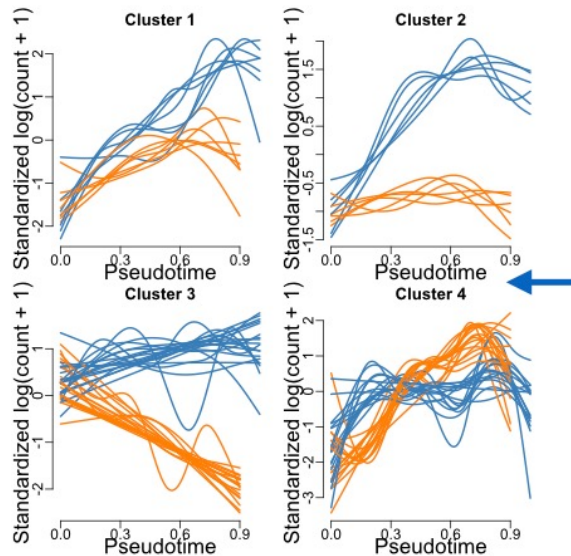 Cluster 1
Standardized log(count + 1)
2
1
0
-1
-2
0.0 0.3 0.6 0.9
Pseudotime
Cluster 2
Standardized log(count + 1)
1.5
0.5
-0.5
-1.5
0.0 0.3 0.6 0.9
Pseudotime
Cluster 3
Standardized log(count + 1)
1
0
-1
-2
0.0 0.3 0.6 0.9
Pseudotime
Cluster 4
Standardized log(count + 1)
2
1
0
-1
-2
-3
0.0 0.3 0.6 0.9
Pseudotime